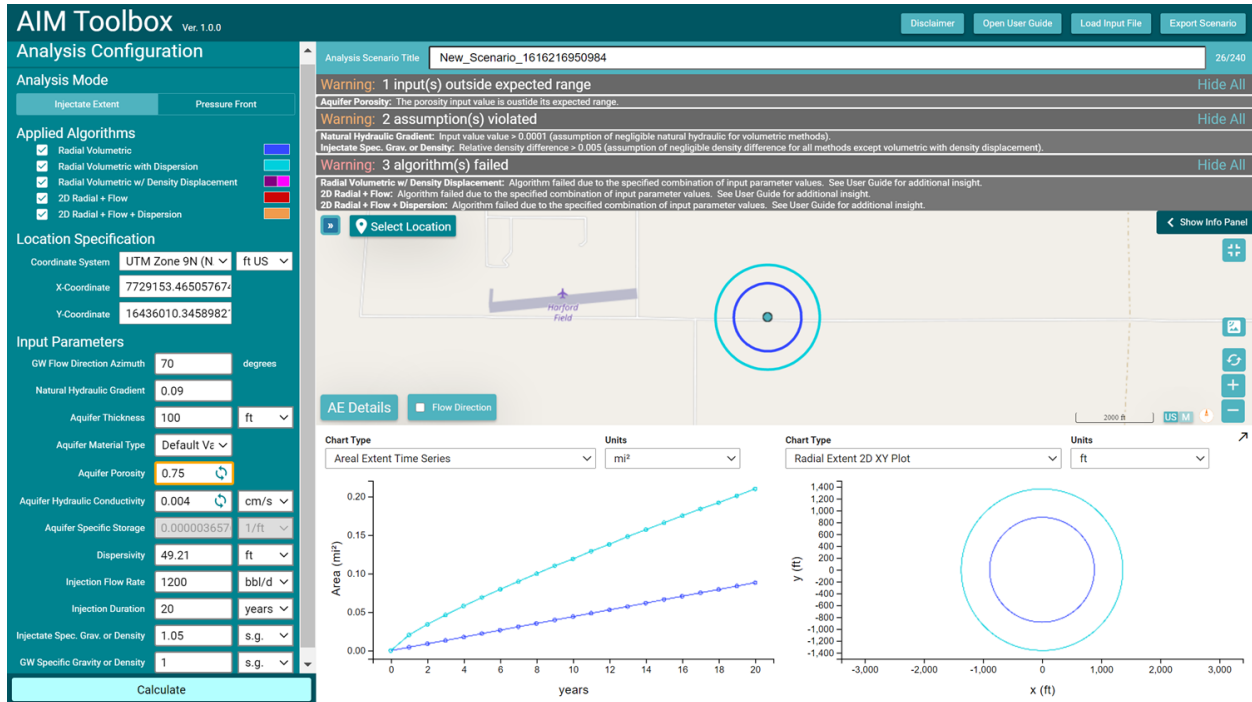 AIM Toolbox Ver. 1.0.0
Disclaimer
Open User Guide
Load Input File
Export Scenario
Analysis Configuration
Analysis Mode
Injectate Extent
Pressure Front
Applied Algorithms
Radial Volumetric
Radial Volumetric with Dispersion
Radial Volumetric w/ Density Displacement
2D Radial + Flow
2D Radial + Flow + Dispersion
Location Specification
Coordinate System UTM Zone 9N (N ft US
X-Coordinate 7729153.465057674
Y-Coordinate 16436010.3458982
Input Parameters
GW Flow Direction Azimuth 70 degrees
Natural Hydraulic Gradient 0.09
Aquifer Thickness 100 ft
Aquifer Material Type Default Va
Aquifer Porosity 0.75
Aquifer Hydraulic Conductivity 0.004 cm/s
Aquifer Specific Storage 0.000003657 1/ft
Dispersivity 49.21 ft
Injection Flow Rate 1200 bbl/d
Injection Duration 20 years
Injectate Spec. Grav. or Density 1.05 s.g.
GW Specific Gravity or Density 1 s.g.
Calculate
Analysis Scenario Title New_Scenario_1616216950984 26/240
Warning: 1 input(s) outside expected range Hide All
Aquifer Porosity: The porosity input value is oustide its expected range.
Warning: 2 assumption(s) violated Hide All
Natural Hydraulic Gradient: Input value value > 0.0001 (assumption of negligible natural hydraulic for volumetric methods).
Injectate Spec. Grav. or Density: Relative density difference > 0.005 (assumption of negligible density difference for all methods except volumetric with density displacement).
Warning: 3 algorithm(s) failed Hide All
Radial Volumetric w/ Density Displacement: Algorithm failed due to the specified combination of input parameter values. See User Guide for additional insight.
2D Radial + Flow: Algorithm failed due to the specified combination of input parameter values. See User Guide for additional insight.
2D Radial + Flow + Dispersion: Algorithm failed due to the specified combination of input parameter values. See User Guide for additional insight.
» Select Location
Show Info Panel
Harford
Field
AE Details
Flow Direction
2000 ft
US M
+
−
Chart Type
Units
Areal Extent Time Series
mi²
0.20
0.15
0.10
0.05
0.00
Area (mi²)
0 2 4 6 8 10 12 14 16 18 20
years
Chart Type
Units
Radial Extent 2D XY Plot
ft
1,400
1,200
1,000
800
600
400
200
0
-200
-400
-600
-800
-1,000
-1,200
-1,400
y (ft)
-3,000 -2,000 -1,000 0 1,000 2,000 3,000
x (ft)